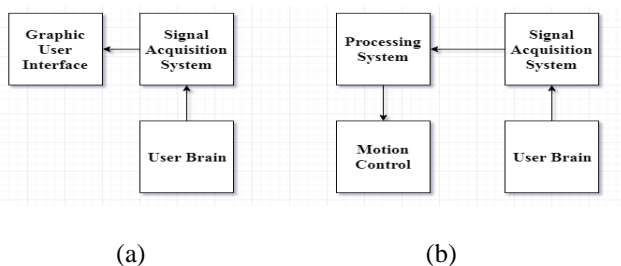 Graphic
User
Interface
Signal
Acquisition
System
User Brain
(a)
Processing
System
Signal
Acquisition
System
Motion
Control
User Brain
(b)